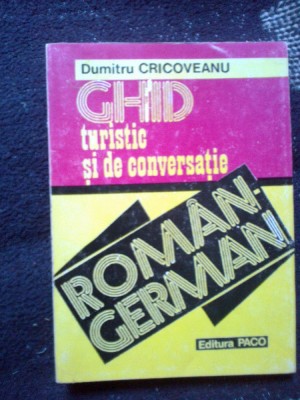 Dumitru CRICOVEANU
GHID
turistic
și de conversație
ROMÂN-
GERMAN
Editura PACO